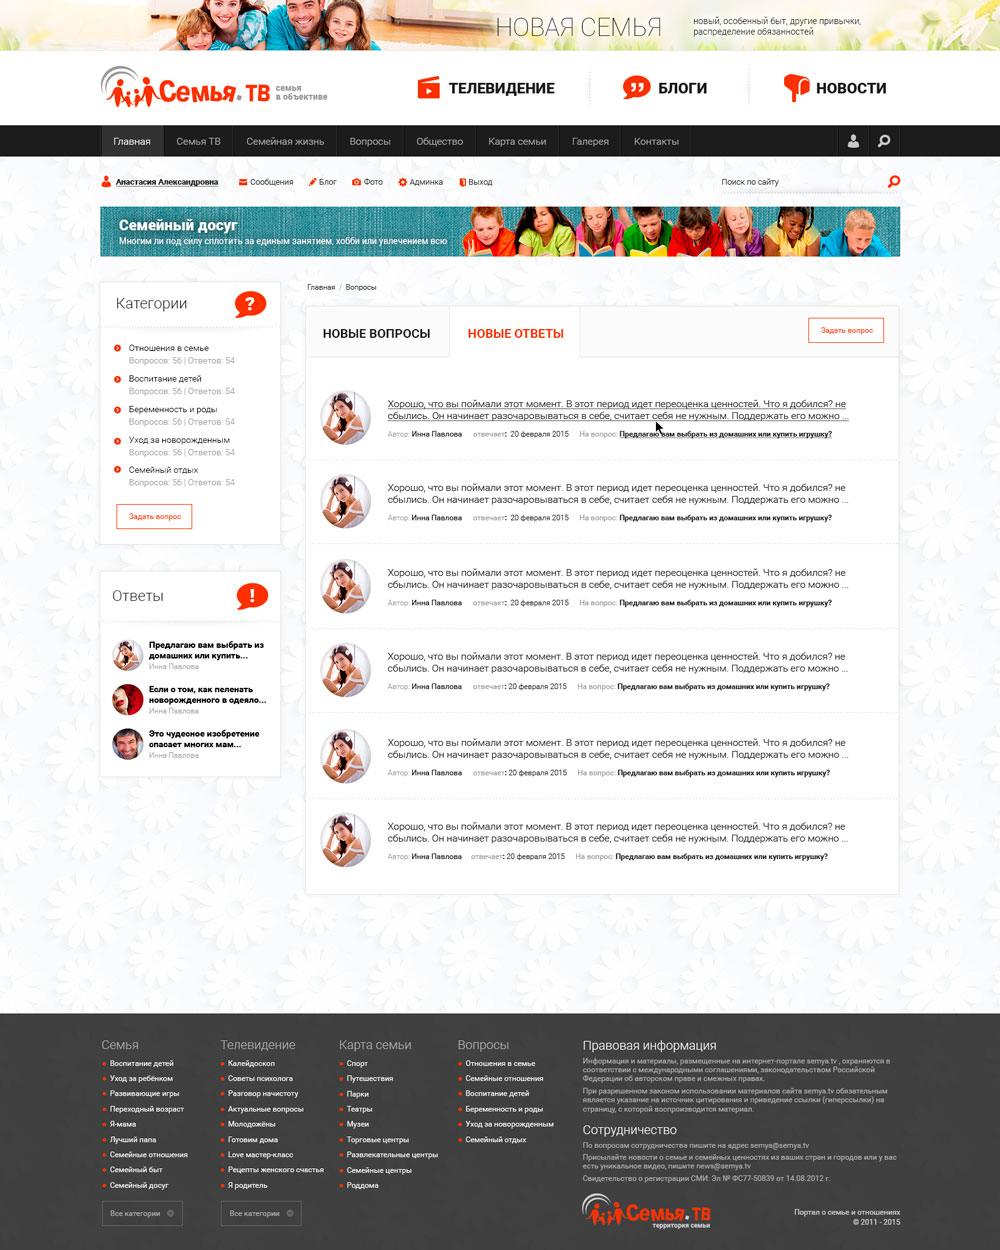 НОВАЯ СЕМЬЯ
новый, особенный быт, другие привычки,
распределение обязанностей
Семья.ТВ
семья
в объективе
ТЕЛЕВИДЕНИЕ
БЛОГИ
НОВОСТИ
Главная Семья ТВ Семейная жизнь Вопросы Общество Карта семьи Галерея Контакты
Анастасия Александровна Сообщения Блог Фото Админка Выход Поиск по сайту
Семейный досуг
Многим ли под силу сплотить за единым занятием, хобби или увлечением всю
Категории
?
Отношения в семье
Вопросов: 56 | Ответов: 54
Воспитание детей
Вопросов: 56 | Ответов: 54
Беременность и роды
Вопросов: 56 | Ответов: 54
Уход за новорожденным
Вопросов: 56 | Ответов: 54
Семейный отдых
Вопросов: 56 | Ответов: 54
Задать вопрос
Ответы
!
Предлагаю вам выбрать из
домашних или купить...
Инна Павлова
Если о том, как пеленать
новорожденного в одеяло...
Инна Павлова
Это чудесное изобретение
спасает многих мам...
Инна Павлова
Главная / Вопросы
НОВЫЕ ВОПРОСЫ НОВЫЕ ОТВЕТЫ Задать вопрос
Хорошо, что вы поймали этот момент. В этот период идет переоценка ценностей. Что я добился? не
сбылись. Он начинает разочаровываться в себе, считает себя не нужным. Поддержать его можно ...
Автор: Инна Павлова отвечает: 20 февраля 2015 На вопрос: Предлагаю вам выбрать из домашних или купить игрушку?
Хорошо, что вы поймали этот момент. В этот период идет переоценка ценностей. Что я добился? не
сбылись. Он начинает разочаровываться в себе, считает себя не нужным. Поддержать его можно ...
Автор: Инна Павлова отвечает: 20 февраля 2015 На вопрос: Предлагаю вам выбрать из домашних или купить игрушку?
Хорошо, что вы поймали этот момент. В этот период идет переоценка ценностей. Что я добился? не
сбылись. Он начинает разочаровываться в себе, считает себя не нужным. Поддержать его можно ...
Автор: Инна Павлова отвечает: 20 февраля 2015 На вопрос: Предлагаю вам выбрать из домашних или купить игрушку?
Хорошо, что вы поймали этот момент. В этот период идет переоценка ценностей. Что я добился? не
сбылись. Он начинает разочаровываться в себе, считает себя не нужным. Поддержать его можно ...
Автор: Инна Павлова отвечает: 20 февраля 2015 На вопрос: Предлагаю вам выбрать из домашних или купить игрушку?
Хорошо, что вы поймали этот момент. В этот период идет переоценка ценностей. Что я добился? не
сбылись. Он начинает разочаровываться в себе, считает себя не нужным. Поддержать его можно ...
Автор: Инна Павлова отвечает: 20 февраля 2015 На вопрос: Предлагаю вам выбрать из домашних или купить игрушку?
Хорошо, что вы поймали этот момент. В этот период идет переоценка ценностей. Что я добился? не
сбылись. Он начинает разочаровываться в себе, считает себя не нужным. Поддержать его можно ...
Автор: Инна Павлова отвечает: 20 февраля 2015 На вопрос: Предлагаю вам выбрать из домашних или купить игрушку?
Семья
Воспитание детей
Уход за ребёнком
Развивающие игры
Переходный возраст
Я-мама
Лучший папа
Семейные отношения
Семейный быт
Семейный досуг
Все категории
Телевидение
Калейдоскоп
Советы психолога
Разговор начистоту
Актуальные вопросы
Молодожёны
Готовим дома
Love мастер-класс
Рецепты женского счастья
Я родитель
Все категории
Карта семьи
Спорт
Путешествия
Парки
Театры
Музеи
Торговые центры
Развлекательные центры
Семейные центры
Роддома
Вопросы
Отношения в семье
Семейные отношения
Воспитание детей
Беременность и роды
Уход за новорожденным
Семейный отдых
Правовая информация
Информация и материалы, размещенные на интернет-портале semya.tv , охраняются в
соответствии с международными соглашениями, законодательством Российской
Федерации об авторском праве и смежных правах.
При разрешенном законом использовании материалов сайта semya.tv обязательным
является указание на источник цитирования и приведение ссылки (гиперссылки) на
страницу, с которой воспроизводится материал.
Сотрудничество
По вопросам сотрудничества пишите на адрес semya@semya.tv
Присылайте новости о семье и семейных ценностях из ваших стран и городов или у вас
есть уникальное видео, пишите news@semya.tv
Свидетельство о регистрации СМИ: Эл № ФС77-50839 от 14.08.2012 г.
Семья.ТВ
территория семьи
Портал о семье и отношениях
© 2011 - 2015